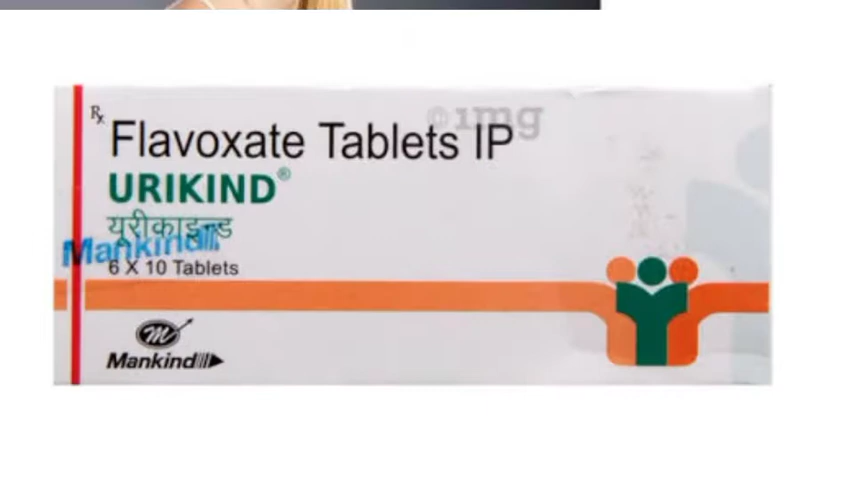 Rx
Flavoxate Tablets IP
©1mg
URIKIND®
यूरीकाइन्ड
Mankind
6 X 10 Tablets
M
Mankind